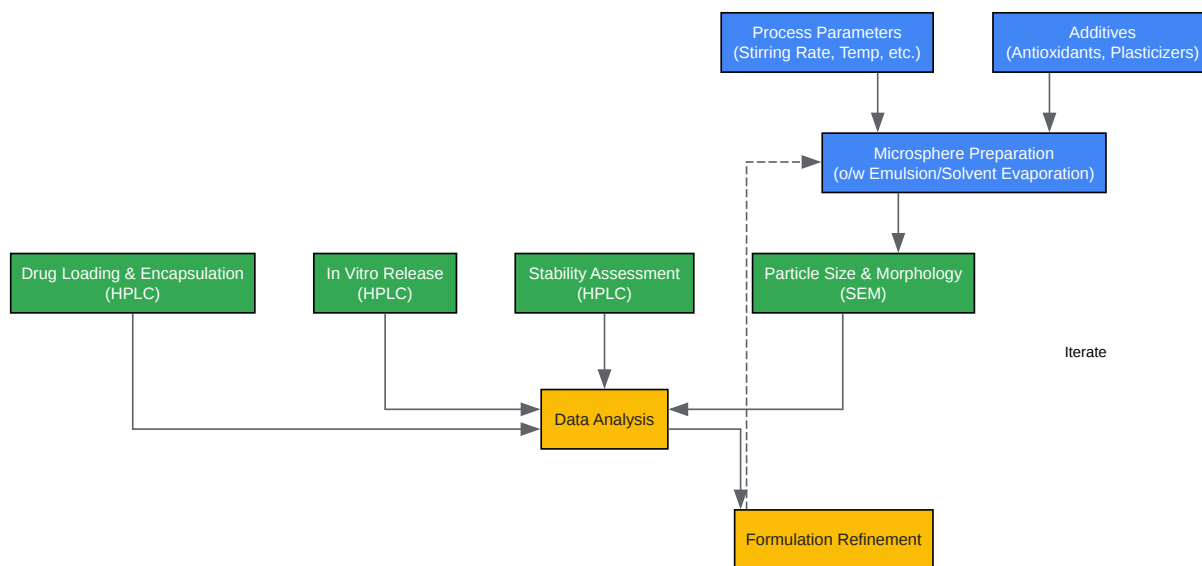 Process Parameters
(Stirring Rate, Temp, etc.)
Additives
(Antioxidants, Plasticizers)
Microsphere Preparation
(o/w Emulsion/Solvent Evaporation)
Drug Loading & Encapsulation
(HPLC)
In Vitro Release
(HPLC)
Stability Assessment
(HPLC)
Particle Size & Morphology
(SEM)
Iterate
Data Analysis
Formulation Refinement